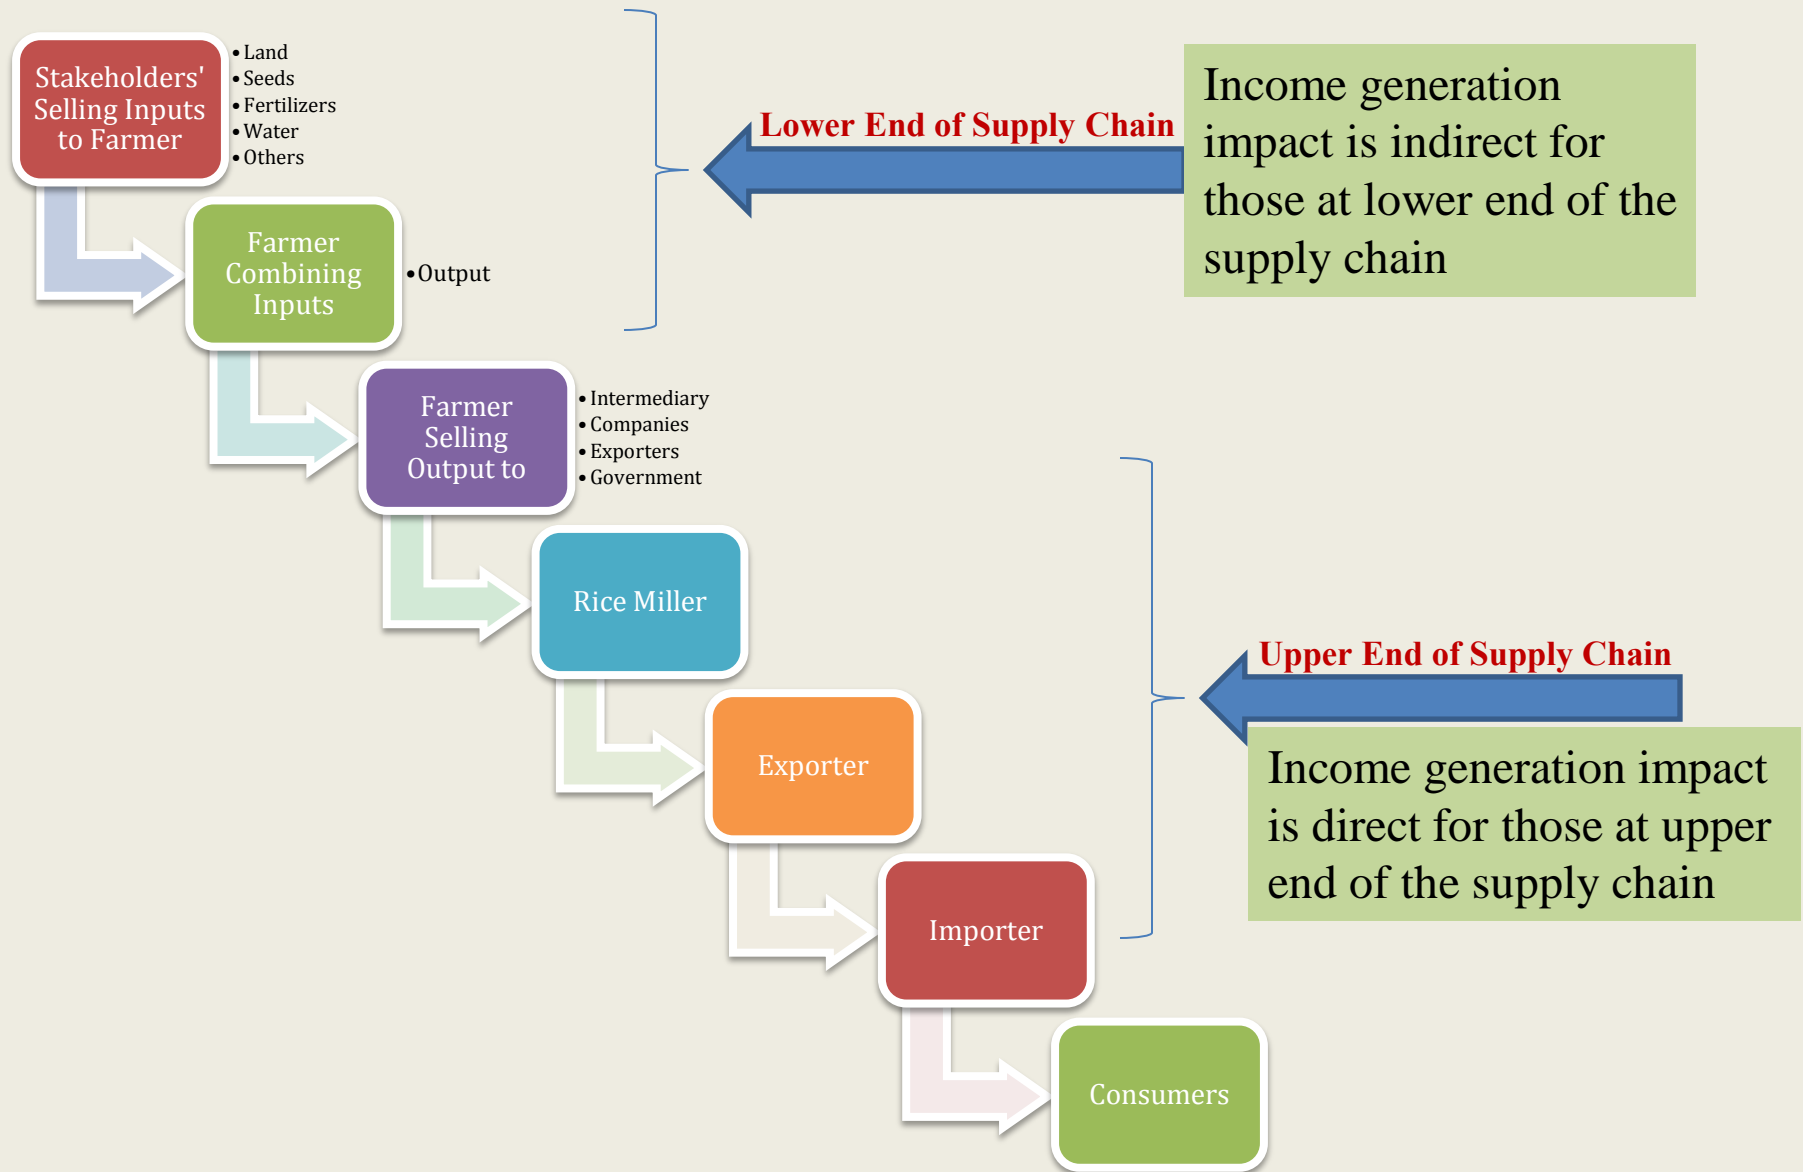 Stakeholders'
Selling Inputs
to Farmer
• Land
• Seeds
• Fertilizers
• Water
• Others
Lower End of Supply Chain
Income generation
impact is indirect for
those at lower end of the
supply chain
Farmer
Combining
Inputs
• Output
Farmer
Selling
Output to
• Intermediary
• Companies
• Exporters
• Government
Rice Miller
Upper End of Supply Chain
Income generation impact
is direct for those at upper
end of the supply chain
Exporter
Importer
Consumers